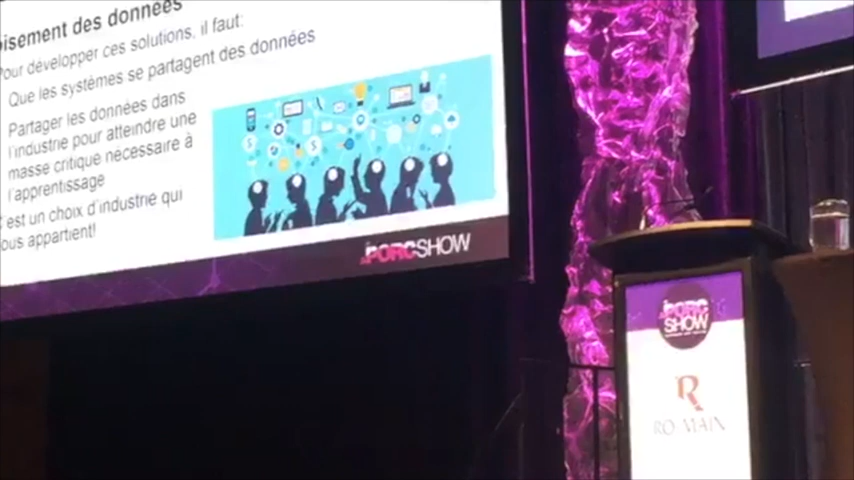 des données
Pour développer ces solutions, il faut:
Que les systèmes se partagent des données
Partager les données dans
l'industrie pour atteindre une
masse critique nécessaire à
l'apprentissage
est un choix d'industrie qui
appartient!
PORCSHOW
PORC
SHOW
R
RO-MAIN